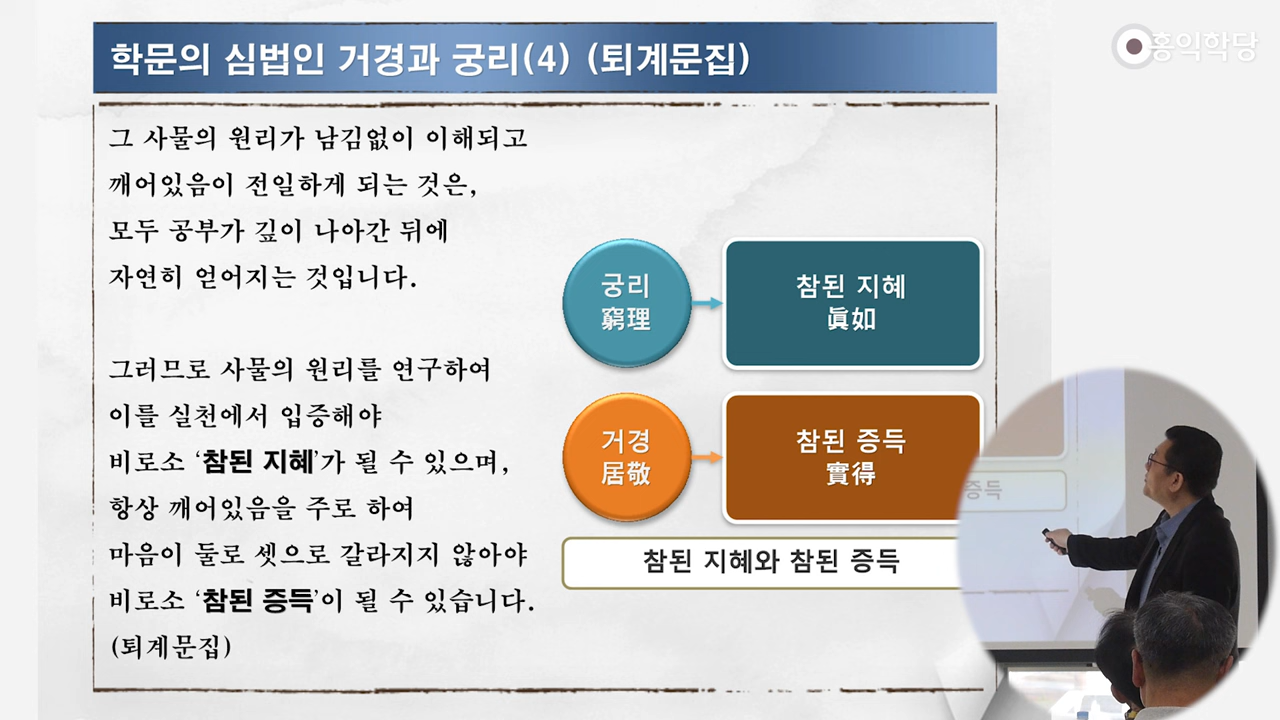 학문의 심법인 거경과 궁리(4) (퇴계문집)
홍익학당
그 사물의 원리가 남김없이 이해되고
깨어있음이 전일하게 되는 것은,
모두 공부가 깊이 나아간 뒤에
자연히 얻어지는 것입니다.
그러므로 사물의 원리를 연구하여
이를 실천에서 입증해야
비로소 ‘참된 지혜’가 될 수 있으며,
항상 깨어있음을 주로 하여
마음이 둘로 셋으로 갈라지지 않아야
비로소 ‘참된 증득’이 될 수 있습니다.
(퇴계문집)
궁리
窮理
참된 지혜
眞如
거경
居敬
참된 증득
實得
참된 지혜와 참된 증득
증득